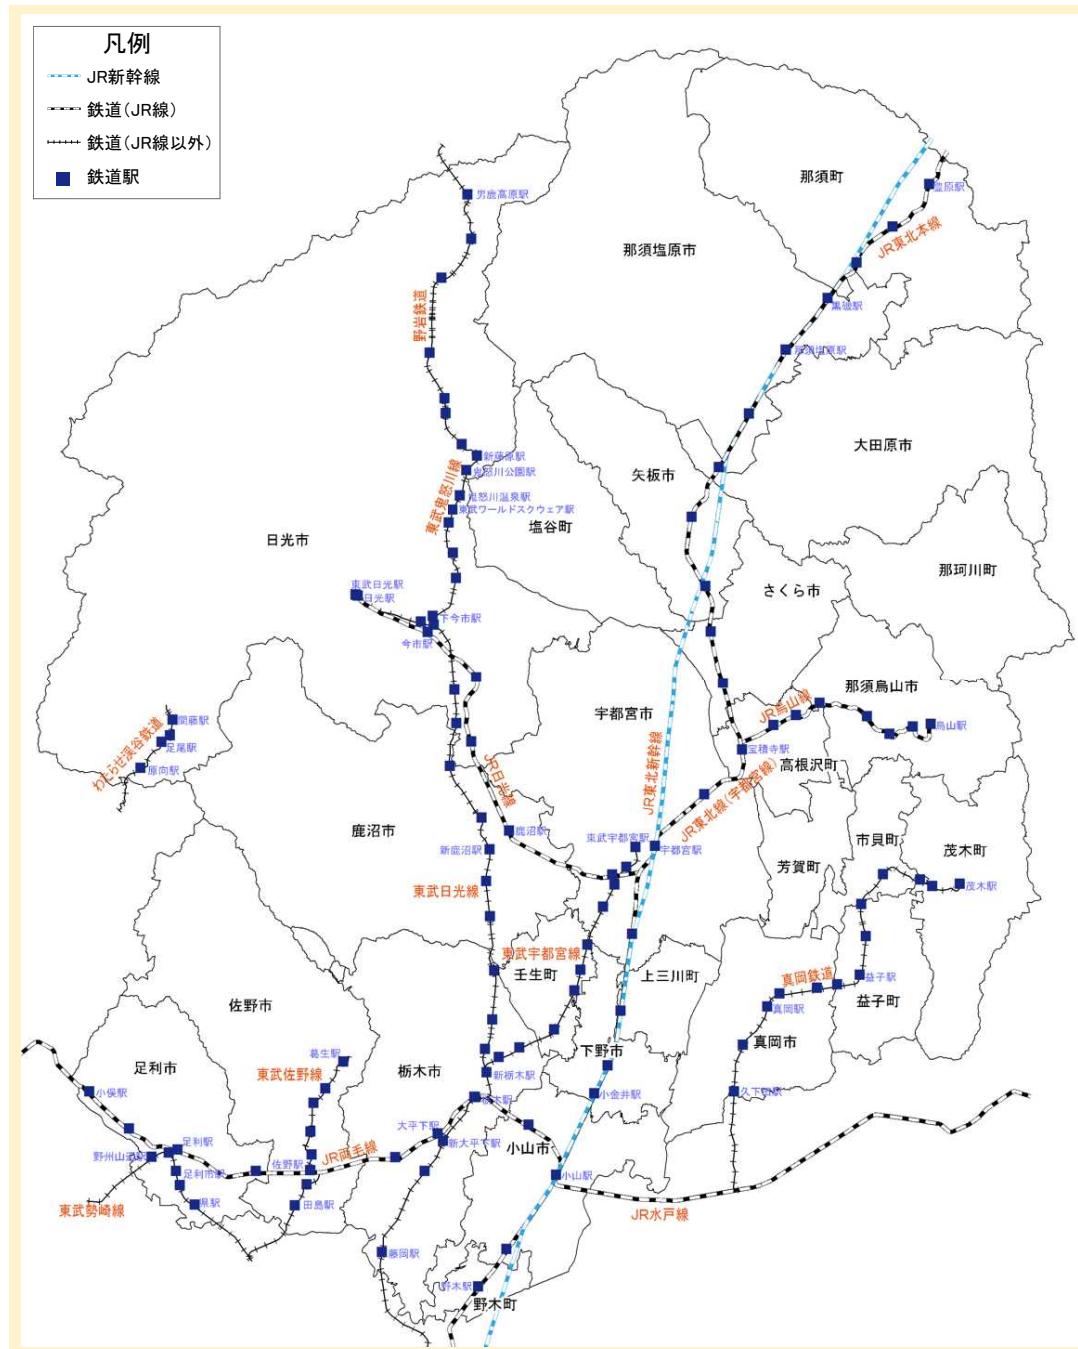 凡例
JR新幹線
鉄道(JR線)
鉄道(JR線以外)
鉄道駅
那須町
豊原駅
男鹿高原駅
JR東北本線
那須塩原市
黒磯駅
野岩鉄道
那須塩原駅
大田原市
新藤原駅
鬼怒川公園駅
矢板市
東武鬼怒川線
鬼怒川温泉駅
東武ワールドスクウェア駅
塩谷町
日光市
那珂川町
東武日光駅
日光駅
さくら市
下今市駅
今市駅
那須烏山市
宇都宮市
JR烏山線
間藤駅
烏山駅
足尾駅
わたらせ渓谷鉄道
原向駅
宝積寺駅
高根沢町
JR東北新幹線
JR日光線
JR東北線(宇都宮線)
鹿沼市
鹿沼駅
東武宇都宮駅
宇都宮駅
新鹿沼駅
市貝町
茂木町
芳賀町
茂木駅
東武日光線
東武宇都宮線
壬生町
上三川町
真岡鉄道
益子駅
益子町
佐野市
真岡駅
真岡市
下野市
葛生駅
足利市
東武佐野線
栃木市
新栃木駅
小俣駅
栃木駅
小金井駅
久下田駅
大平下駅
新大平下駅
小山市
足利駅
野州山辺駅
JR両毛線
佐野駅
足利市駅
小山駅
県駅
田島駅
東武勢崎線
JR水戸線
藤岡駅
野木駅
野木町